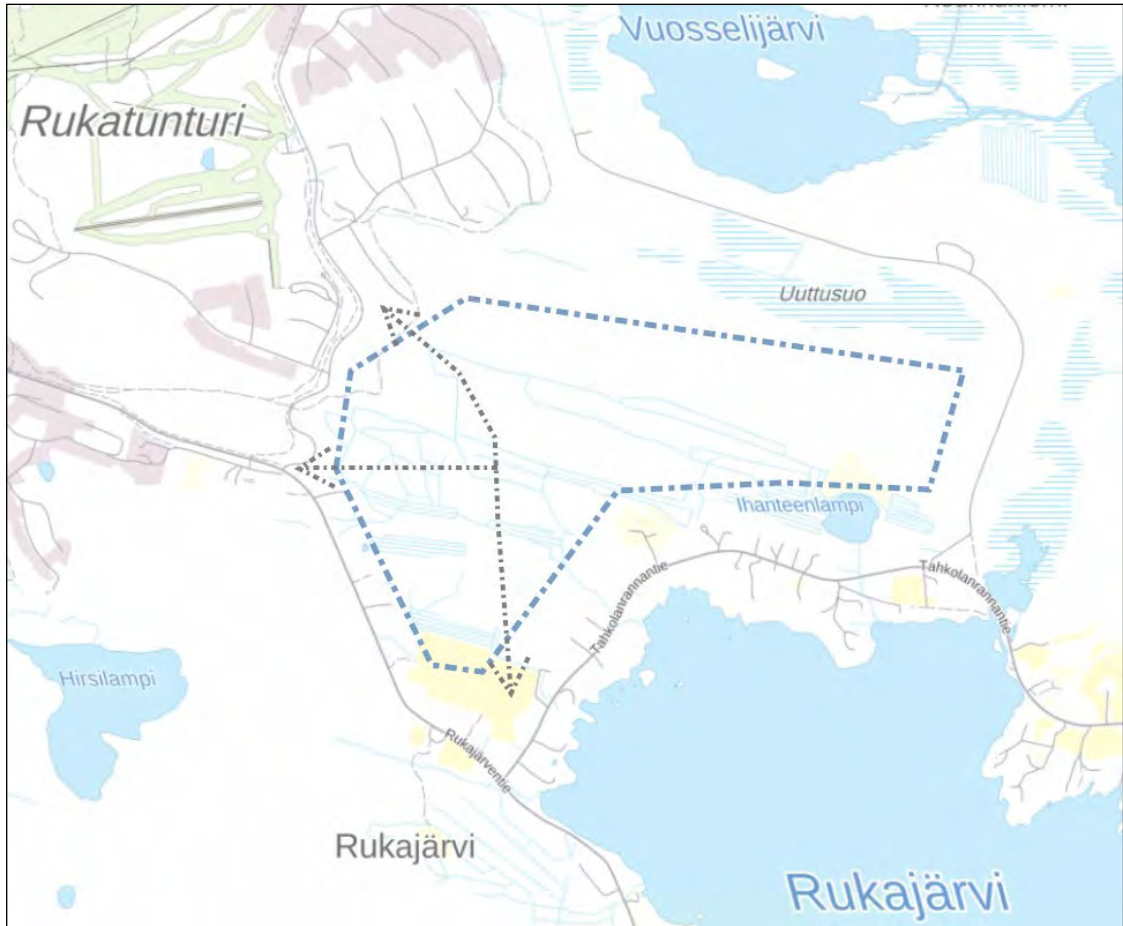 Vuosselijärvi
Rukatunturi
Uuttusuo
Ihanteenlampi
Tahkolanrannantie
Tahkolanrannantie
Hirsilampi
Rukajärventie
Rukajärvi
Rukajärvi